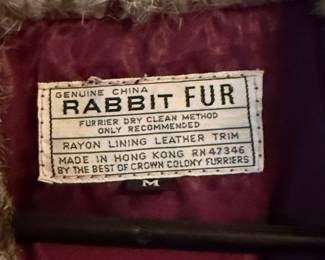 GENUINE CHINA
RABBIT FUR
FURRIER DRY CLEAN METHOD
ONLY RECOMMENDED
RAYON LINING LEATHER TRIM
MADE IN HONG KONG RN 47346
BY THE BEST OF CROWN COLONY FURRIERS
M